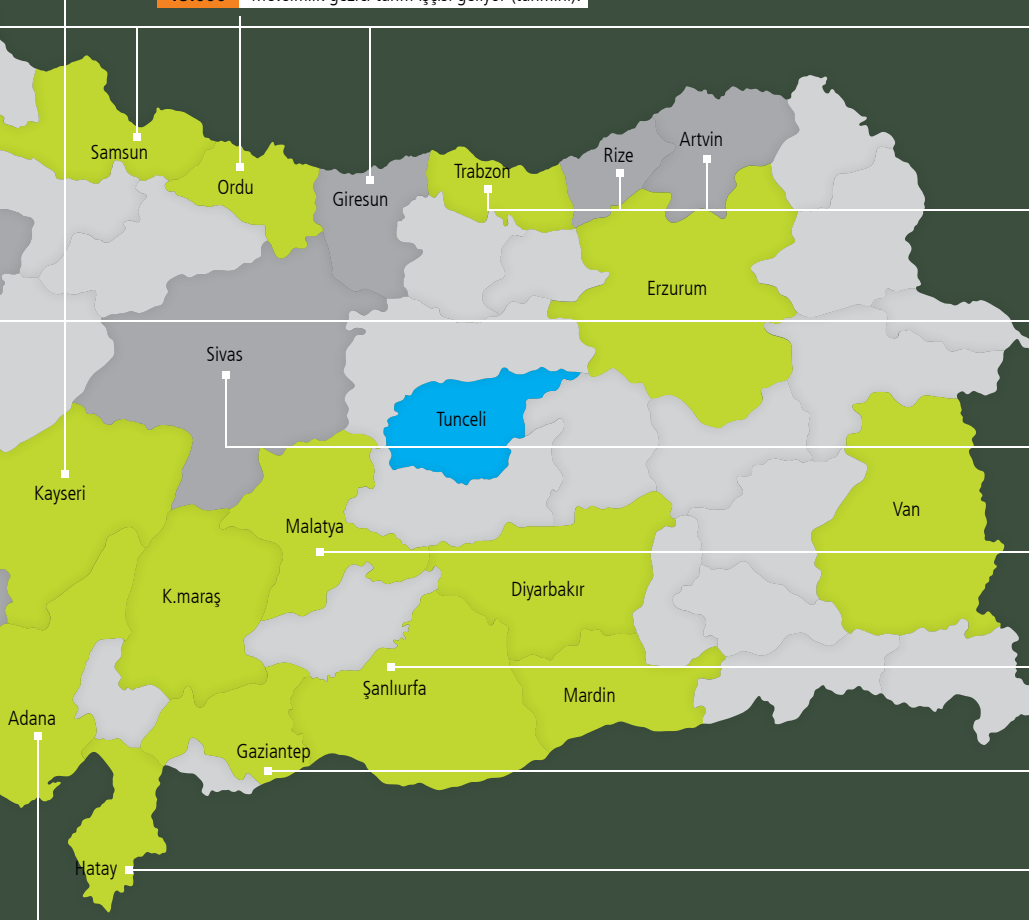 Samsun
Ordu
Giresun
Trabzon
Rize
Artvin
Erzurum
Sivas
Tunceli
Kayseri
Malatya
Van
K.maraş
Diyarbakır
Şanlıurfa
Mardin
Adana
Gaziantep
Hatay